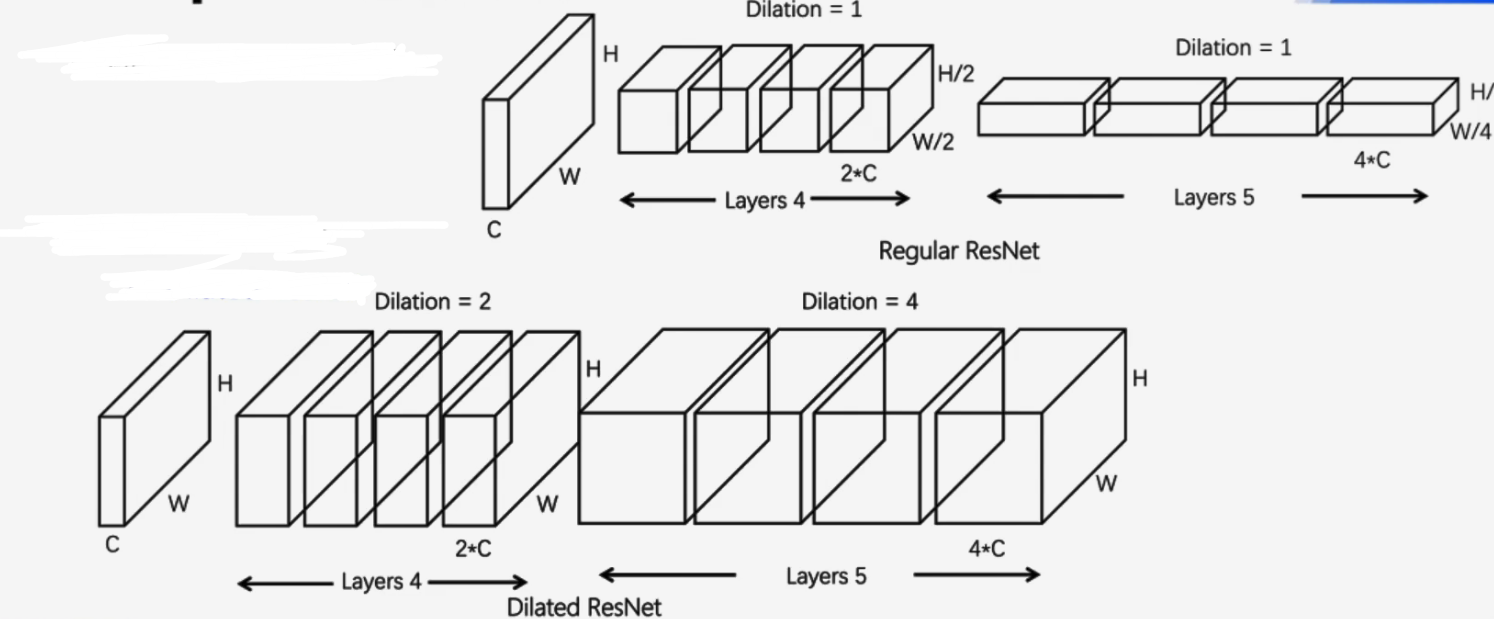 Dilation = 1
H
W
C
H/2
W/2
2*C
Layers 4
Dilation = 1
H/
W/4
4*C
Layers 5
Regular ResNet
Dilation = 2
H
W
C
H
W
2*C
Layers 4
Dilation = 4
H
W
4*C
Layers 5
Dilated ResNet